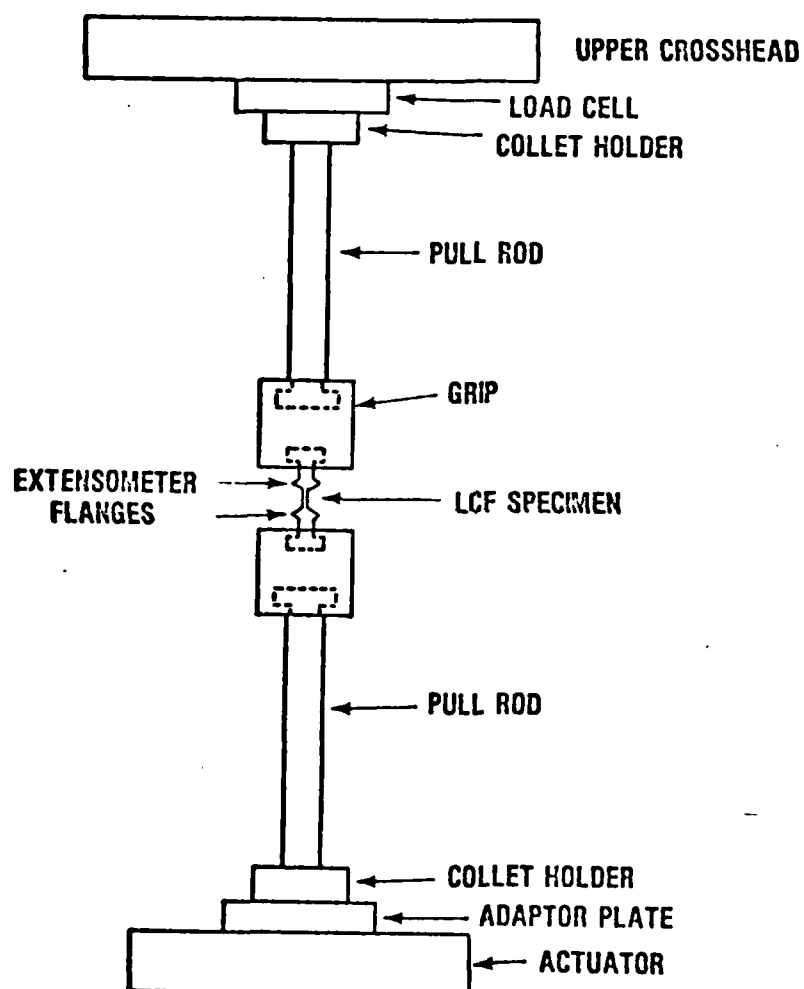 UPPER CROSSHEAD
LOAD CELL
COLLET HOLDER
PULL ROD
GRIP
EXTENSOMETER
FLANGES
LCF SPECIMEN
PULL ROD
COLLET HOLDER
ADAPTOR PLATE
ACTUATOR